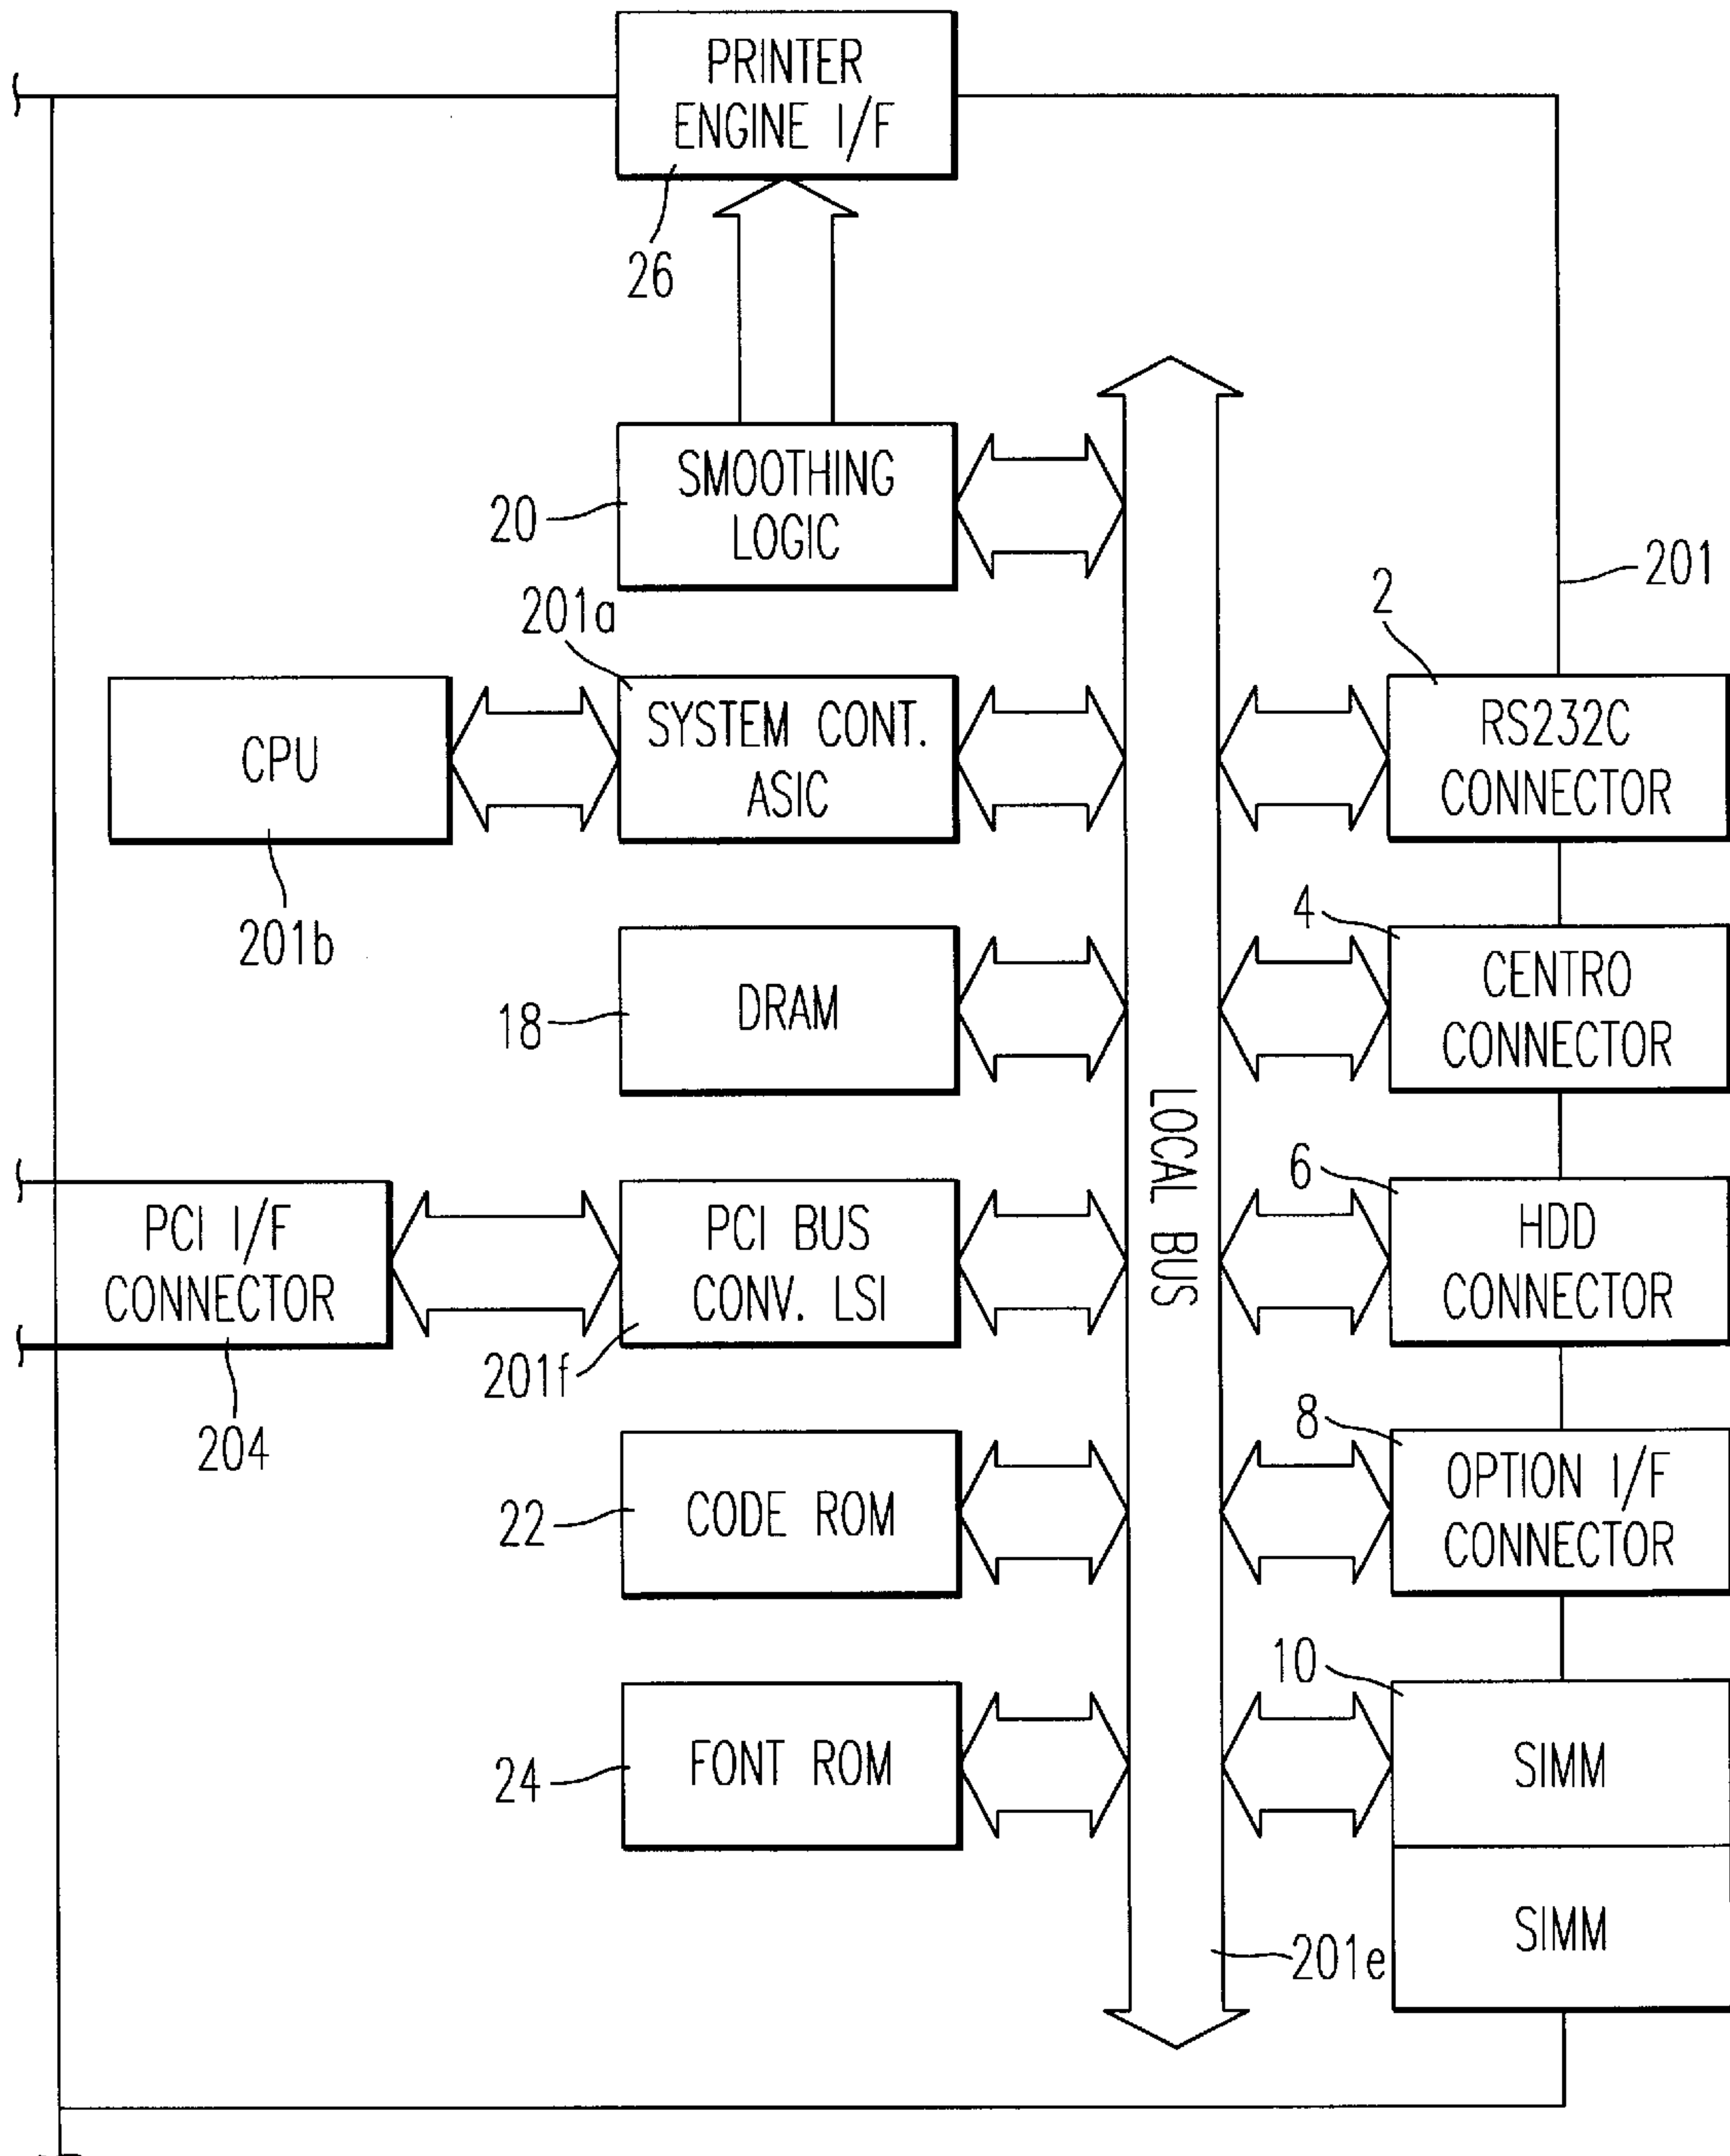 PRINTER
ENGINE I/F
26
SMOOTHING
LOGIC
20
201
201a
2
CPU
SYSTEM CONT.
ASIC
RS232C
CONNECTOR
201b
4
DRAM
18
CENTRO
CONNECTOR
LOCAL BUS
6
PCI I/F
CONNECTOR
PCI BUS
CONV. LSI
HDD
CONNECTOR
201f
204
8
CODE ROM
22
OPTION I/F
CONNECTOR
10
FONT ROM
24
SIMM
SIMM
201e